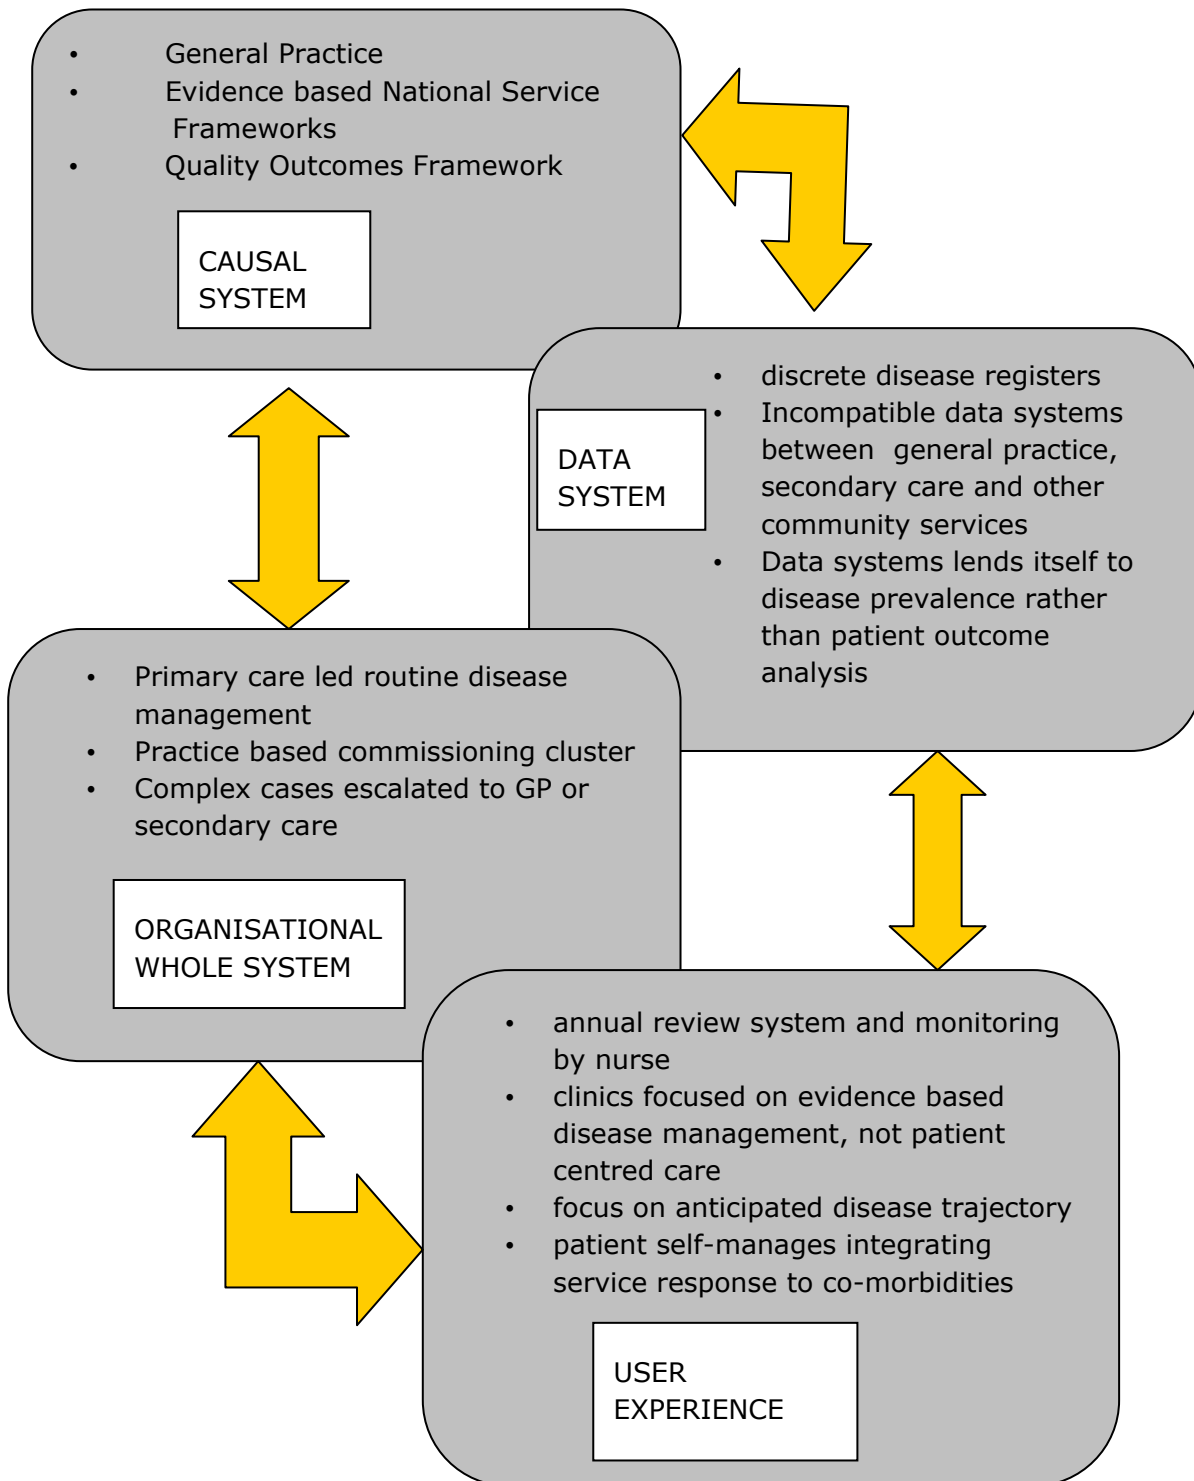 • General Practice
• Evidence based National Service
Frameworks
• Quality Outcomes Framework
CAUSAL
SYSTEM
• discrete disease registers
• Incompatible data systems
between general practice,
secondary care and other
community services
• Data systems lends itself to
disease prevalence rather
than patient outcome
analysis
DATA
SYSTEM
• Primary care led routine disease
management
• Practice based commissioning cluster
• Complex cases escalated to GP or
secondary care
ORGANISATIONAL
WHOLE SYSTEM
• annual review system and monitoring
by nurse
• clinics focused on evidence based
disease management, not patient
centred care
• focus on anticipated disease trajectory
• patient self-manages integrating
service response to co-morbidities
USER
EXPERIENCE